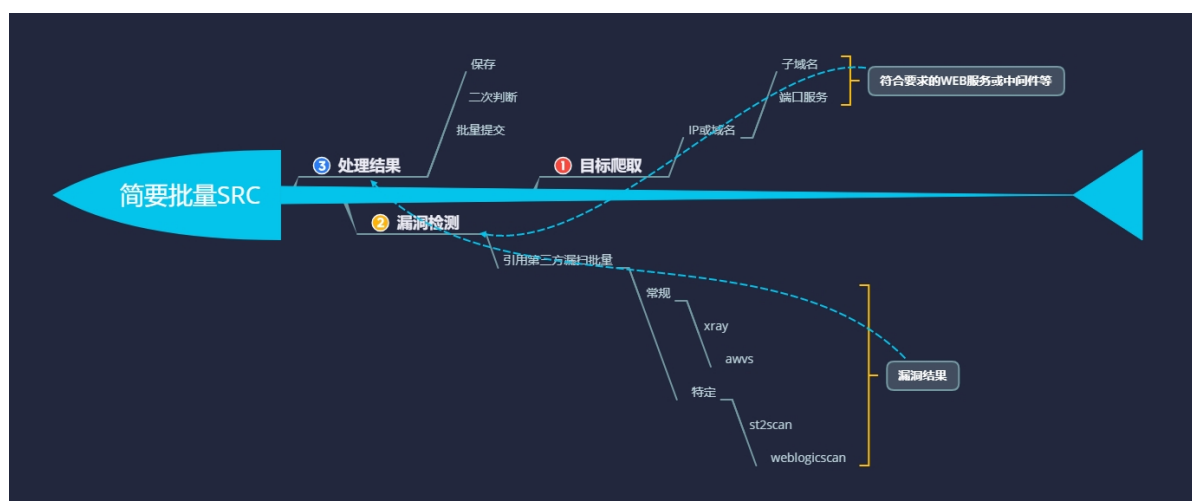 简要批量SRC
① 目标爬取
IP或域名
子域名
端口服务
符合要求的WEB服务或中间件等
② 漏洞检测
引用第三方漏扫批量
常规
xray
awvs
特定
st2scan
weblogicscan
漏洞结果
③ 处理结果
保存
二次判断
批量提交